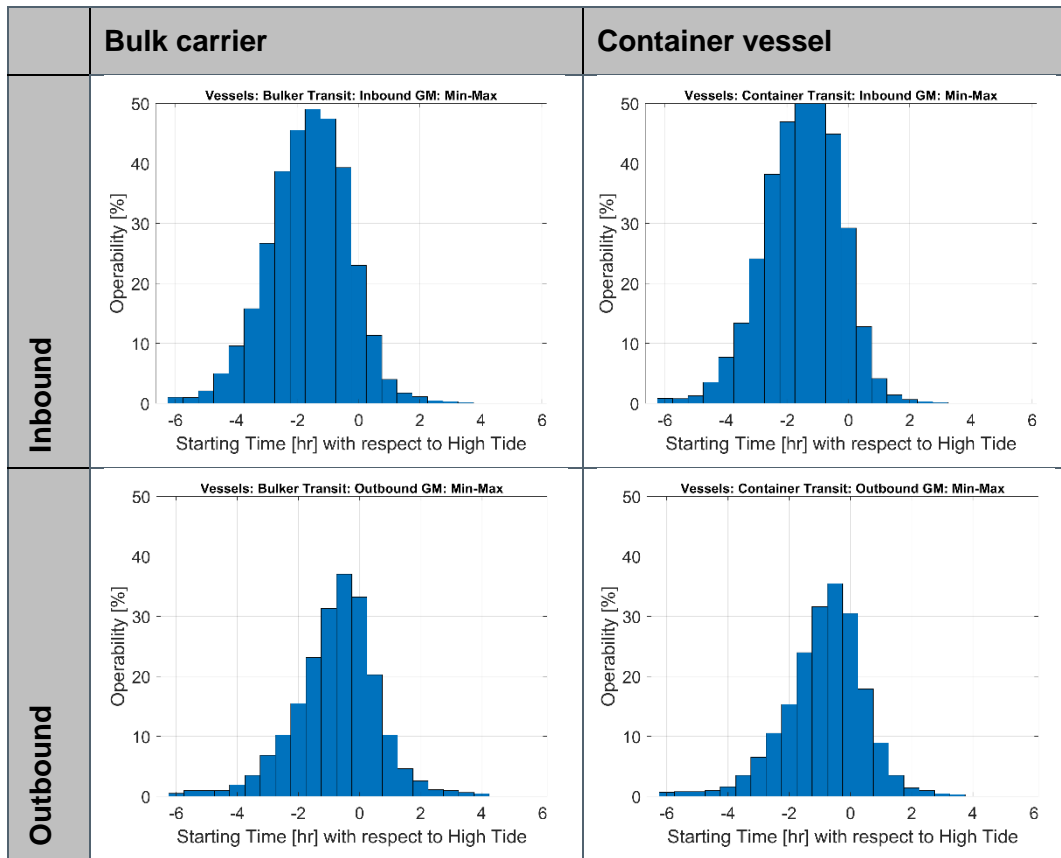 Bulk carrier
Container vessel
Inbound
Vessels: Bulker Transit: Inbound GM: Min-Max
50
40
30
20
10
0
Operability [%]
-6 -4 -2 0 2 4 6
Starting Time [hr] with respect to High Tide
Vessels: Container Transit: Inbound GM: Min-Max
50
40
30
20
10
0
Operability [%]
-6 -4 -2 0 2 4 6
Starting Time [hr] with respect to High Tide
Outbound
Vessels: Bulker Transit: Outbound GM: Min-Max
50
40
30
20
10
0
Operability [%]
-6 -4 -2 0 2 4 6
Starting Time [hr] with respect to High Tide
Vessels: Container Transit: Outbound GM: Min-Max
50
40
30
20
10
0
Operability [%]
-6 -4 -2 0 2 4 6
Starting Time [hr] with respect to High Tide